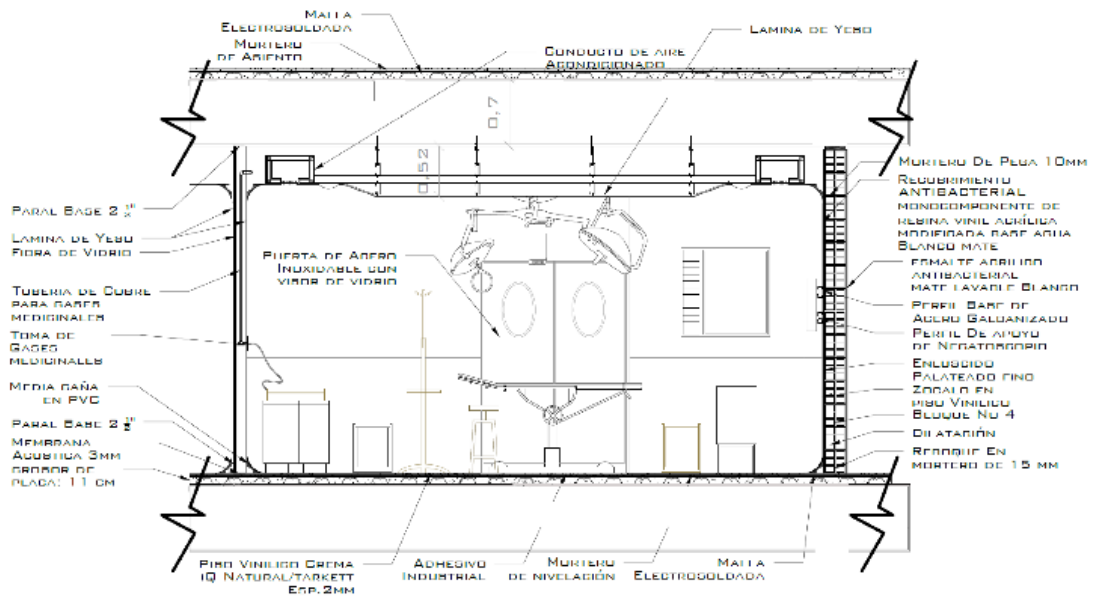 MALLA
ELECTROSOLDADA
MORTERO
DE ASIENTO
CONDUCTO DE AIRE
ACONDICIONADO
LAMINA DE YESO
0,7
0,52
PARAL BASE 2 ½"
LAMINA DE YESO
FIBRA DE VIDRIO
TUBERIA DE COBRE
PARA GASES
MEDICINALES
TOMA DE
GASES
MEDICINALES
MEDIA CAÑA
EN PVC
PARAL BASE 2 ½"
MEMBRANA
ACUSTICA 3MM
GROSOR DE
PLACA: 11 CM
PUERTA DE ACERO
INOXIDABLE CON
VISOR DE VIDRIO
MORTERO DE PEGA 10MM
RECUBRIMIENTO
ANTIBACTERIAL
MONOCOMPONENTE DE
RESINA VINIL ACRÍLICA
MODIFICADA BASE AGUA
BLANCO MATE
ESMALTE ACRILICO
ANTIBACTERIAL
MATE LAVABLE BLANCO
PERFIL BASE DE
ACERO GALVANIZADO
PERFIL DE APOYO
DE NEGATOSCOPIO
ENLUCIDO
PALATEADO FINO
ZOCALO EN
PISO VINILICO
BLOQUE NO 4
DILATACIÓN
REBOQUE EN
MORTERO DE 15 MM
PISO VINILICO CREMA
IQ NATURAL/TARKETT
ESP.2MM
ADHESIVO
INDUSTRIAL
MORTERO
DE NIVELACIÓN
MALLA
ELECTROSOLDADA